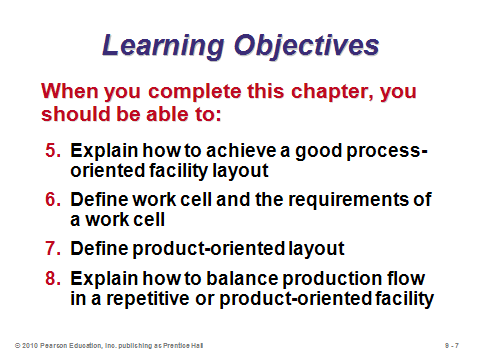 Learning Objectives
When you complete this chapter, you
should be able to:
5. Explain how to achieve a good process-
oriented facility layout
6. Define work cell and the requirements of
a work cell
7. Define product-oriented layout
8. Explain how to balance production flow
in a repetitive or product-oriented facility
© 2010 Pearson Education, Inc. publishing as Prentice Hall
9 - 7